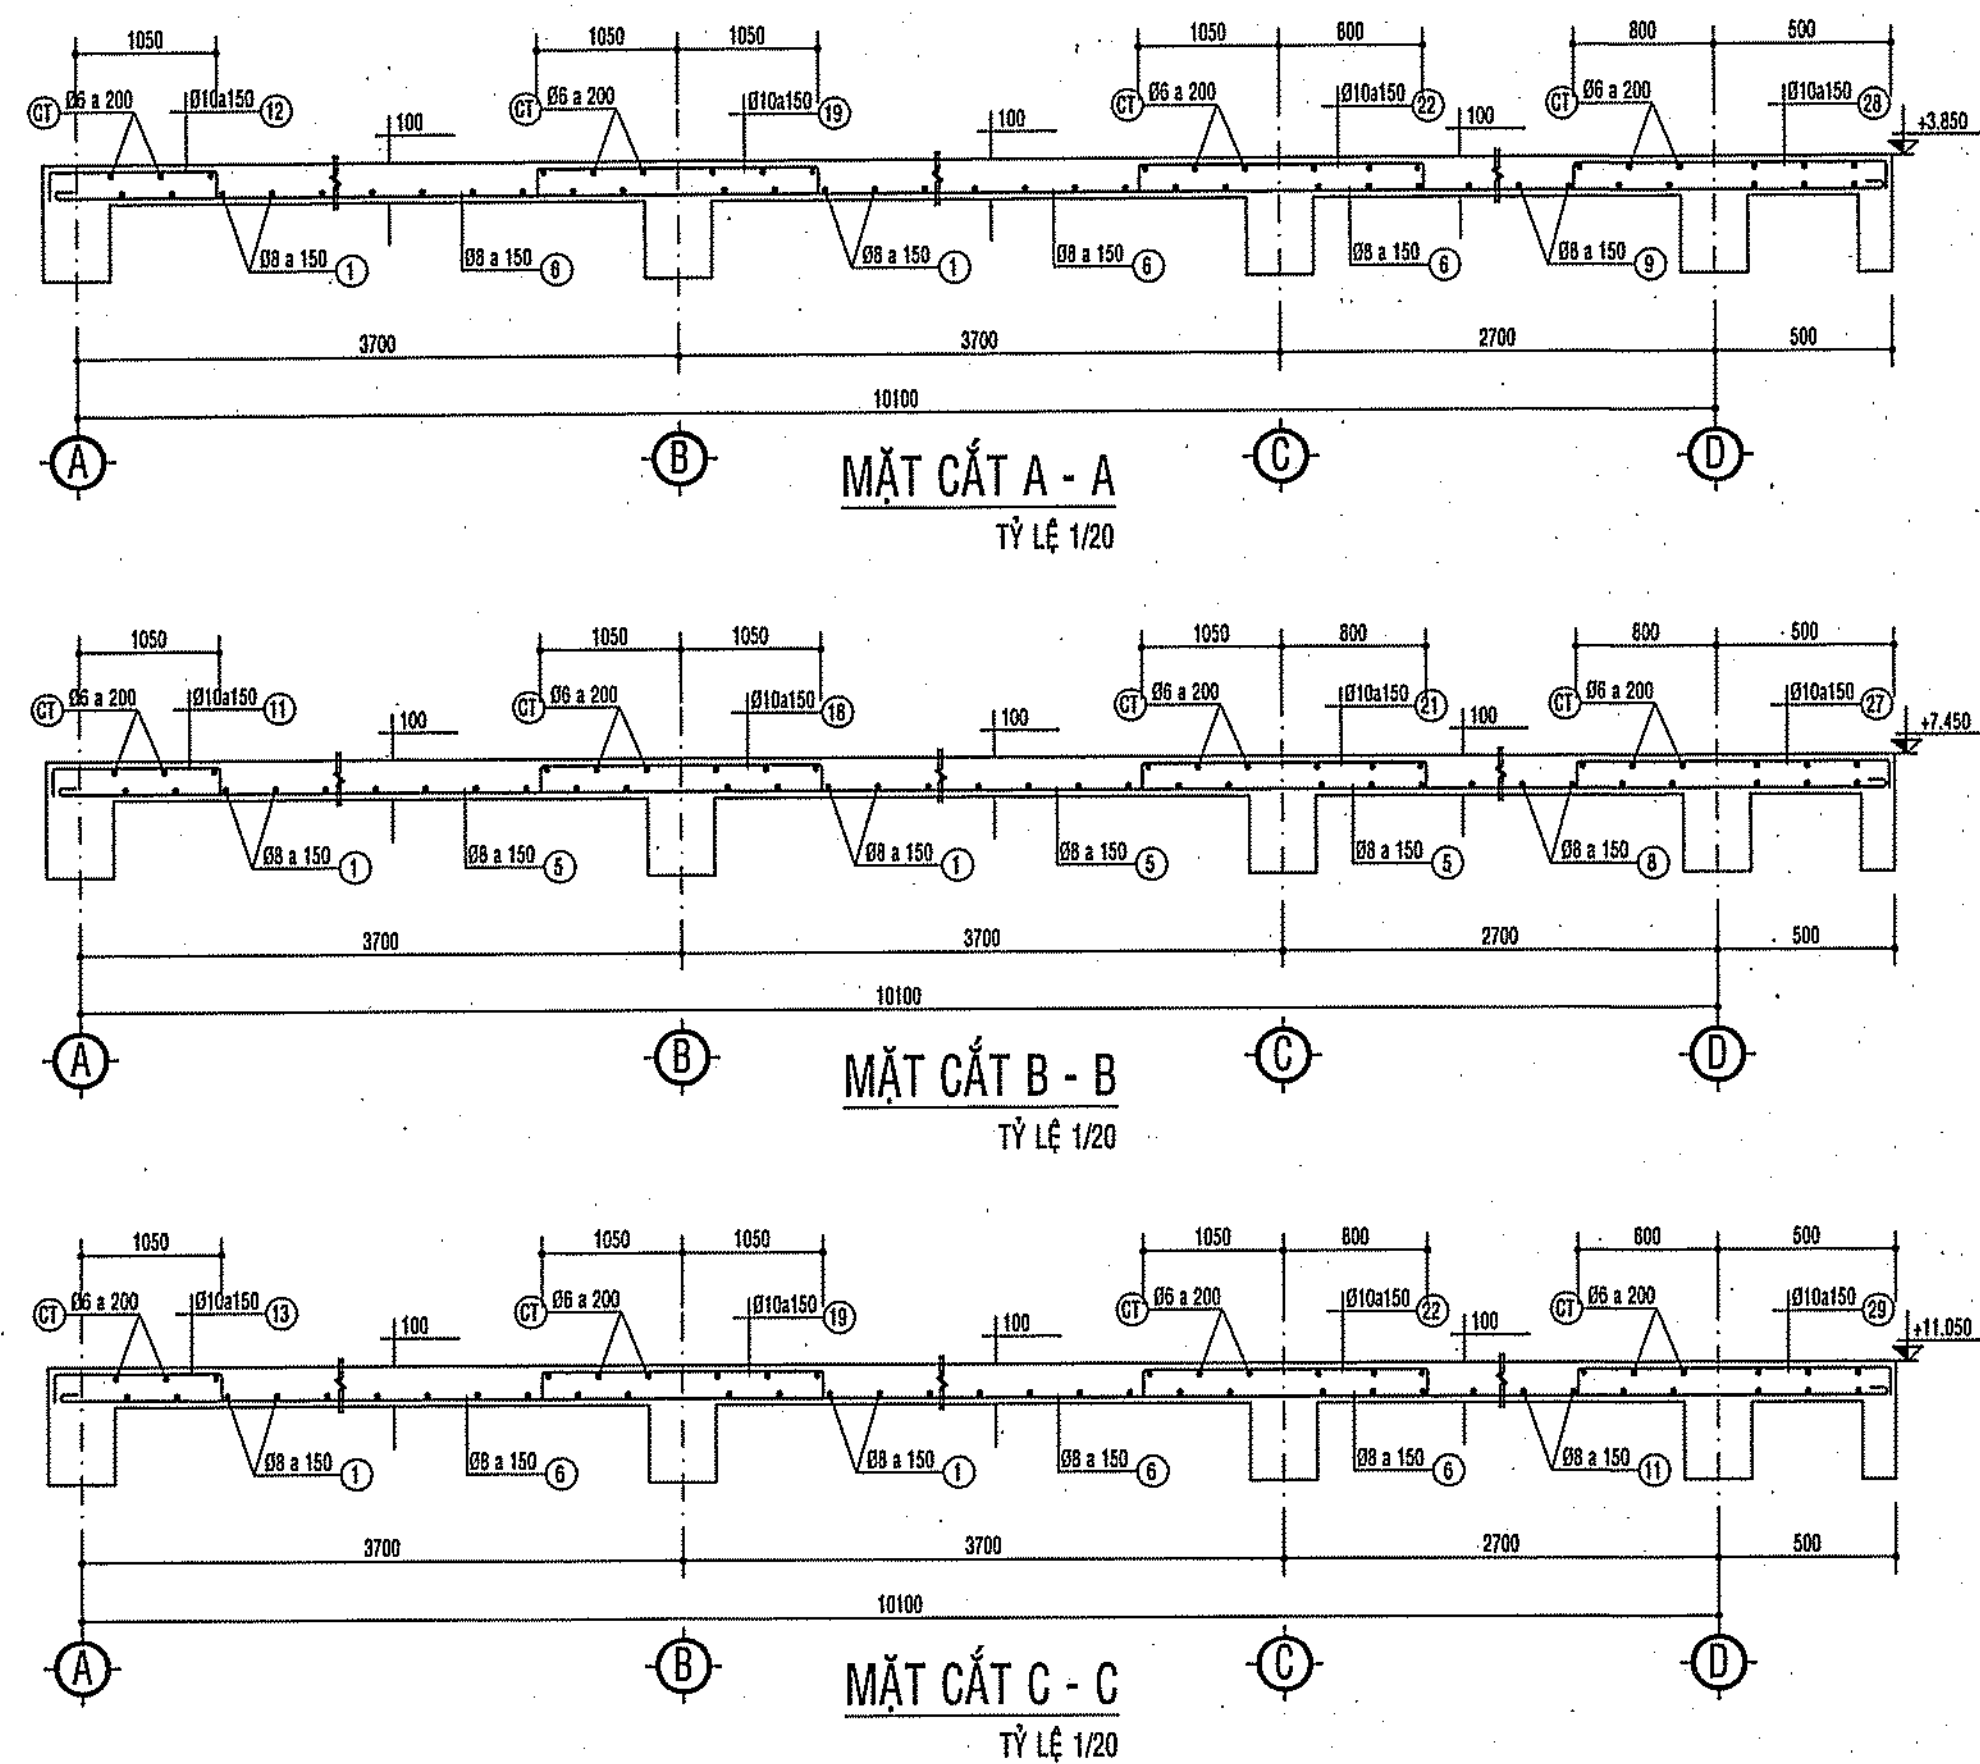 1050 1050 1050 1050 800 800 500
CT Ø6 a 200 Ø10a150 12 100 CT Ø6 a 200 Ø10a150 19 100 CT Ø6 a 200 Ø10a150 22 100 CT Ø6 a 200 Ø10a150 28 +3.850
Ø8 a 150 1 Ø8 a 150 6 Ø8 a 150 1 Ø8 a 150 6 Ø8 a 150 6 Ø8 a 150 9
3700 3700 2700 500
10100
A B C D
MẶT CẮT A - A
TỶ LỆ 1/20
1050 1050 1050 1050 800 800 500
CT Ø6 a 200 Ø10a150 11 100 CT Ø6 a 200 Ø10a150 18 100 CT Ø6 a 200 Ø10a150 21 100 CT Ø6 a 200 Ø10a150 27 +7.450
Ø8 a 150 1 Ø8 a 150 5 Ø8 a 150 1 Ø8 a 150 5 Ø8 a 150 5 Ø8 a 150 8
3700 3700 2700 500
10100
A B C D
MẶT CẮT B - B
TỶ LỆ 1/20
1050 1050 1050 1050 800 800 500
CT Ø6 a 200 Ø10a150 13 100 CT Ø6 a 200 Ø10a150 19 100 CT Ø6 a 200 Ø10a150 22 100 CT Ø6 a 200 Ø10a150 29 +11.050
Ø8 a 150 1 Ø8 a 150 6 Ø8 a 150 1 Ø8 a 150 6 Ø8 a 150 6 Ø8 a 150 11
3700 3700 2700 500
10100
A B C D
MẶT CẮT C - C
TỶ LỆ 1/20